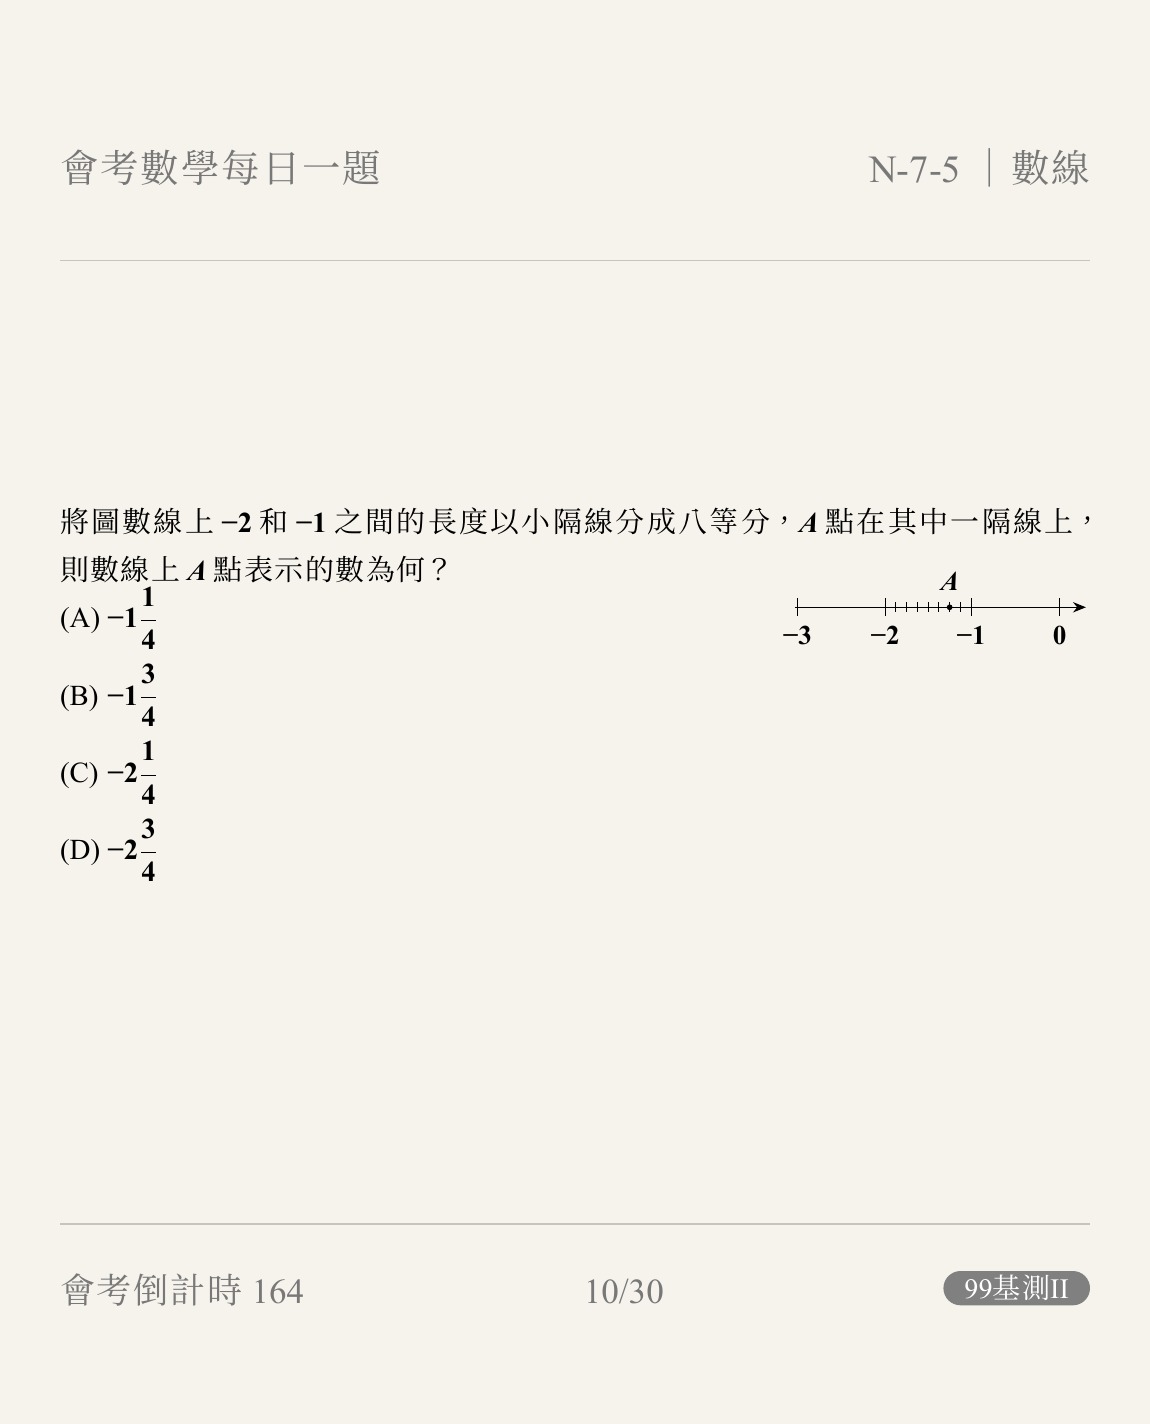 會考數學每日一題
N-7-5 │ 數線
將圖數線上 −2 和 −1 之間的長度以小隔線分成八等分，A 點在其中一隔線上，
則數線上 A 點表示的數為何？
(A) −1 1/4
(B) −1 3/4
(C) −2 1/4
(D) −2 3/4
A
−3 −2 −1 0
會考倒計時 164
10/30
99基測II